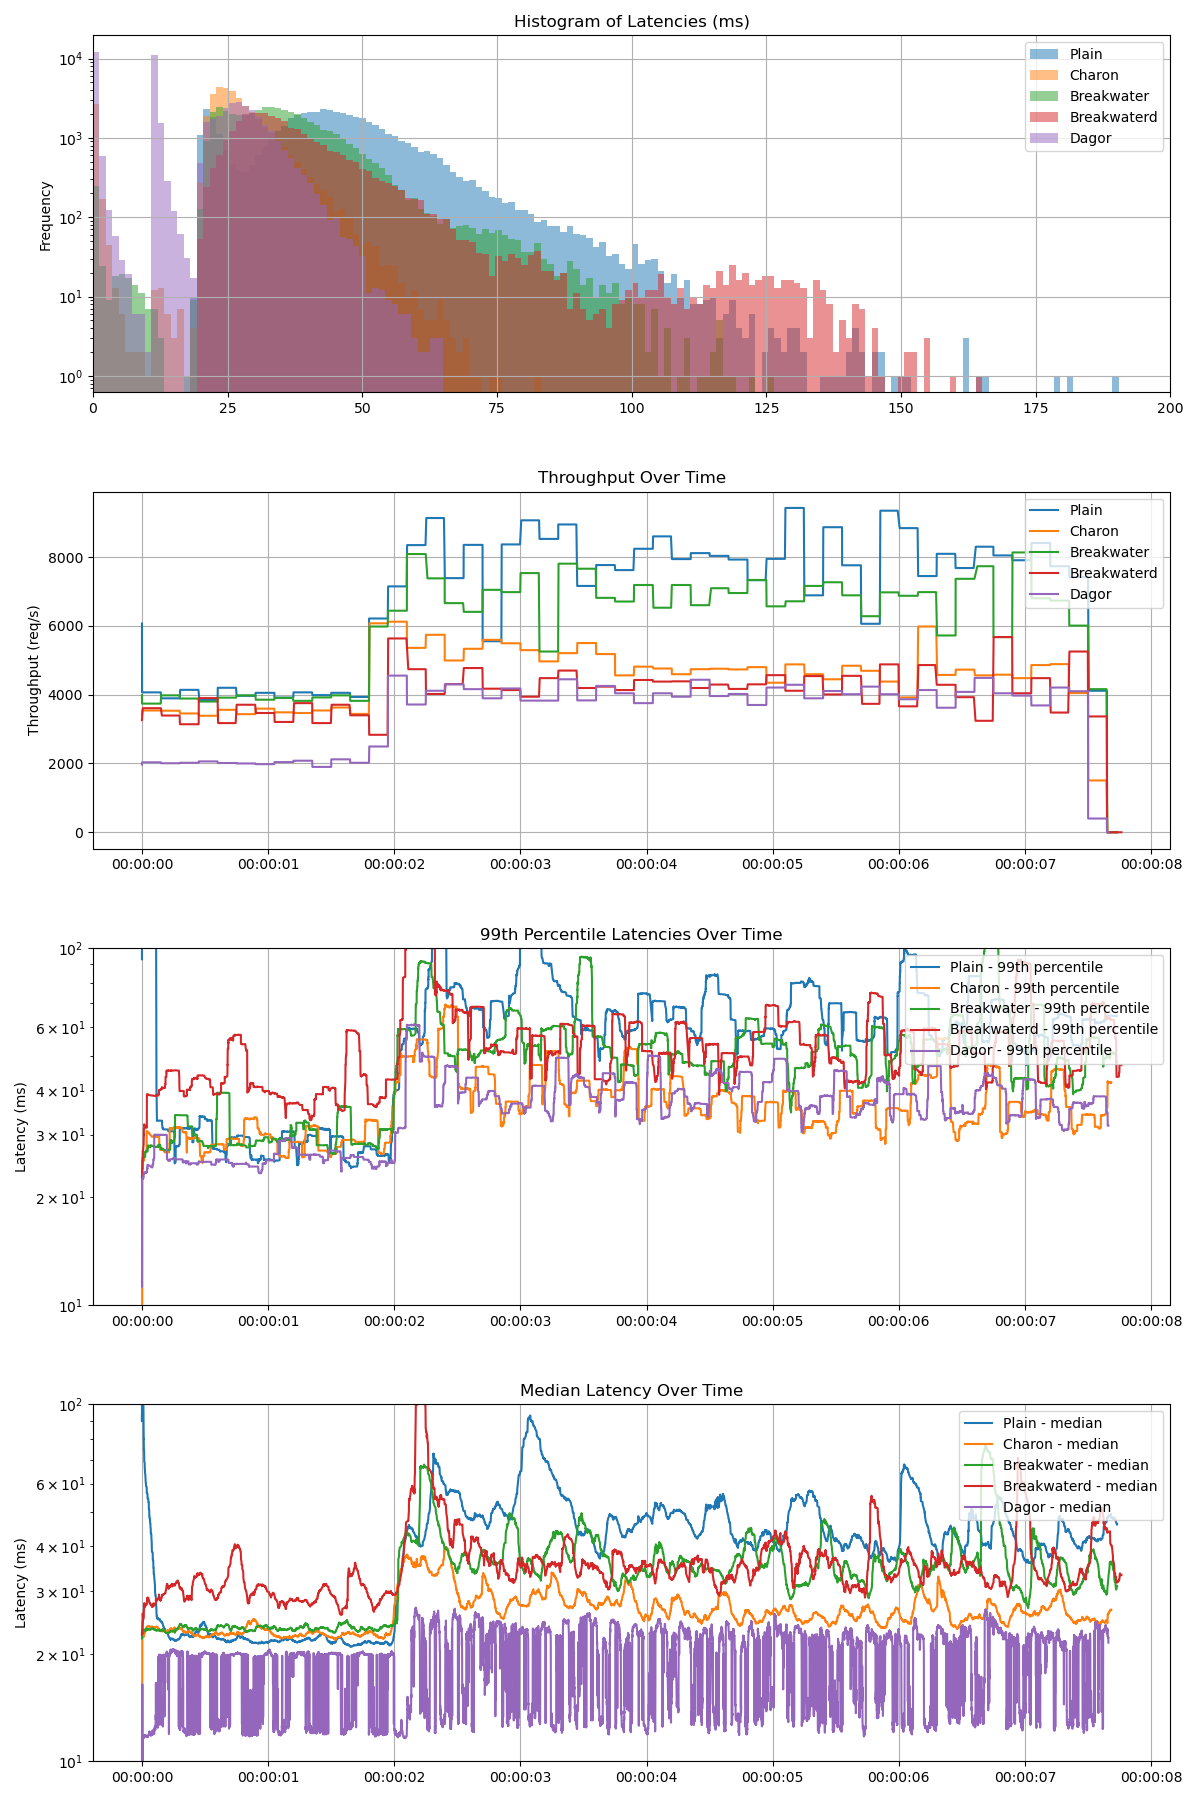 Histogram of Latencies (ms)
Frequency
10^4
10^3
10^2
10^1
10^0
0 25 50 75 100 125 150 175 200
Plain
Charon
Breakwater
Breakwaterd
Dagor
Throughput Over Time
Throughput (req/s)
8000
6000
4000
2000
0
00:00:00 00:00:01 00:00:02 00:00:03 00:00:04 00:00:05 00:00:06 00:00:07 00:00:08
Plain
Charon
Breakwater
Breakwaterd
Dagor
99th Percentile Latencies Over Time
Latency (ms)
10^2
6 × 10^1
4 × 10^1
3 × 10^1
2 × 10^1
10^1
00:00:00 00:00:01 00:00:02 00:00:03 00:00:04 00:00:05 00:00:06 00:00:07 00:00:08
Plain - 99th percentile
Charon - 99th percentile
Breakwater - 99th percentile
Breakwaterd - 99th percentile
Dagor - 99th percentile
Median Latency Over Time
Latency (ms)
10^2
6 × 10^1
4 × 10^1
3 × 10^1
2 × 10^1
10^1
00:00:00 00:00:01 00:00:02 00:00:03 00:00:04 00:00:05 00:00:06 00:00:07 00:00:08
Plain - median
Charon - median
Breakwater - median
Breakwaterd - median
Dagor - median